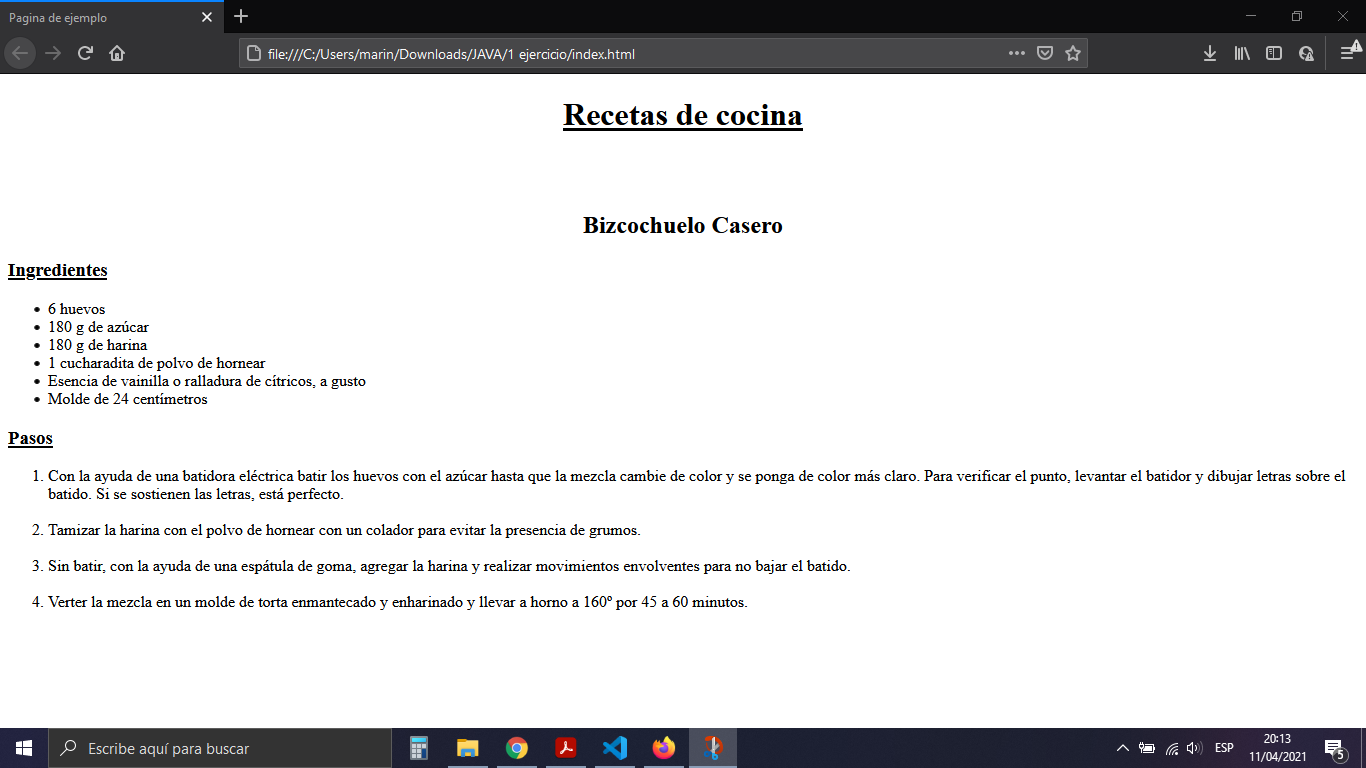 Pagina de ejemplo
file:///C:/Users/marin/Downloads/JAVA/1 ejercicio/index.html
Recetas de cocina
Bizcochuelo Casero
Ingredientes
• 6 huevos
• 180 g de azúcar
• 180 g de harina
• 1 cucharadita de polvo de hornear
• Esencia de vainilla o ralladura de cítricos, a gusto
• Molde de 24 centímetros
Pasos
1. Con la ayuda de una batidora eléctrica batir los huevos con el azúcar hasta que la mezcla cambie de color y se ponga de color más claro. Para verificar el punto, levantar el batidor y dibujar letras sobre el
batido. Si se sostienen las letras, está perfecto.
2. Tamizar la harina con el polvo de hornear con un colador para evitar la presencia de grumos.
3. Sin batir, con la ayuda de una espátula de goma, agregar la harina y realizar movimientos envolventes para no bajar el batido.
4. Verter la mezcla en un molde de torta enmantecado y enharinado y llevar a horno a 160º por 45 a 60 minutos.
Escribe aquí para buscar
ESP
20:13
11/04/2021
5